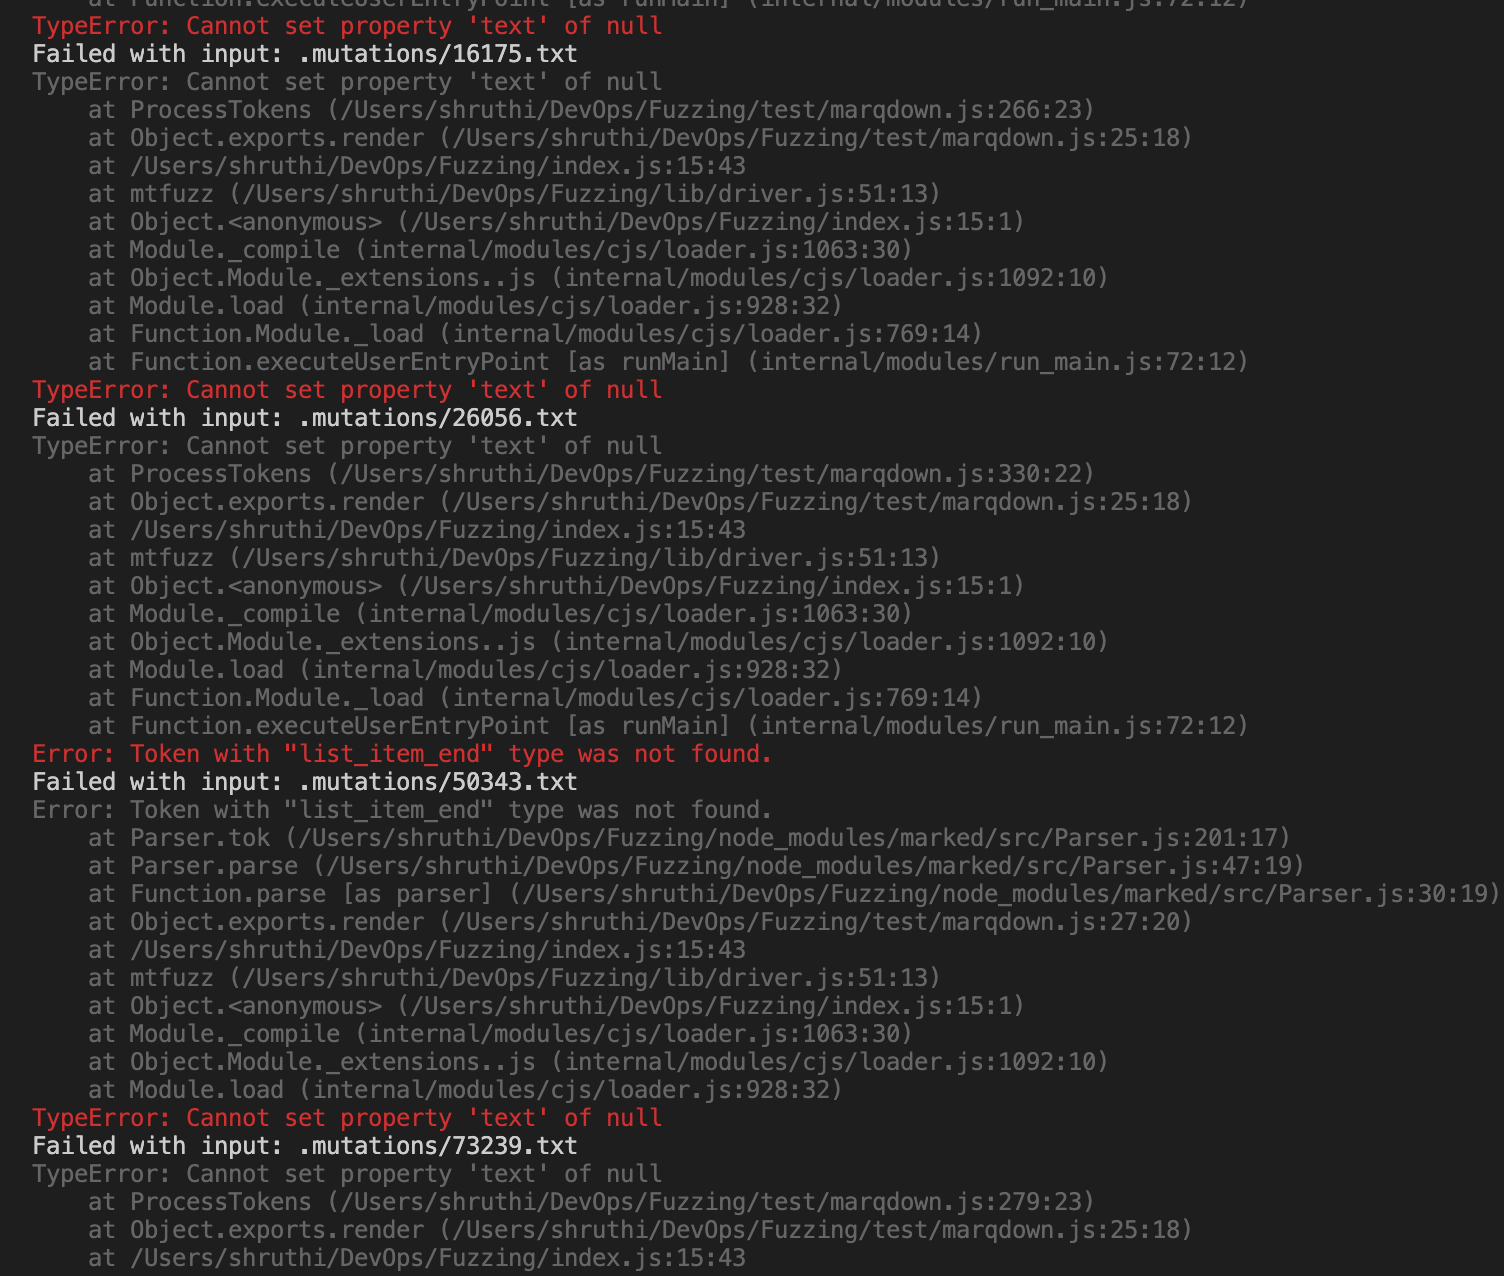 at Function.executeUserEntryPoint [as runMain] (internal/modules/run_main.js:72:12)
TypeError: Cannot set property 'text' of null
Failed with input: .mutations/16175.txt
TypeError: Cannot set property 'text' of null
    at ProcessTokens (/Users/shruthi/DevOps/Fuzzing/test/marqdown.js:266:23)
    at Object.exports.render (/Users/shruthi/DevOps/Fuzzing/test/marqdown.js:25:18)
    at /Users/shruthi/DevOps/Fuzzing/index.js:15:43
    at mtfuzz (/Users/shruthi/DevOps/Fuzzing/lib/driver.js:51:13)
    at Object.<anonymous> (/Users/shruthi/DevOps/Fuzzing/index.js:15:1)
    at Module._compile (internal/modules/cjs/loader.js:1063:30)
    at Object.Module._extensions..js (internal/modules/cjs/loader.js:1092:10)
    at Module.load (internal/modules/cjs/loader.js:928:32)
    at Function.Module._load (internal/modules/cjs/loader.js:769:14)
    at Function.executeUserEntryPoint [as runMain] (internal/modules/run_main.js:72:12)
TypeError: Cannot set property 'text' of null
Failed with input: .mutations/26056.txt
TypeError: Cannot set property 'text' of null
    at ProcessTokens (/Users/shruthi/DevOps/Fuzzing/test/marqdown.js:330:22)
    at Object.exports.render (/Users/shruthi/DevOps/Fuzzing/test/marqdown.js:25:18)
    at /Users/shruthi/DevOps/Fuzzing/index.js:15:43
    at mtfuzz (/Users/shruthi/DevOps/Fuzzing/lib/driver.js:51:13)
    at Object.<anonymous> (/Users/shruthi/DevOps/Fuzzing/index.js:15:1)
    at Module._compile (internal/modules/cjs/loader.js:1063:30)
    at Object.Module._extensions..js (internal/modules/cjs/loader.js:1092:10)
    at Module.load (internal/modules/cjs/loader.js:928:32)
    at Function.Module._load (internal/modules/cjs/loader.js:769:14)
    at Function.executeUserEntryPoint [as runMain] (internal/modules/run_main.js:72:12)
Error: Token with "list_item_end" type was not found.
Failed with input: .mutations/50343.txt
Error: Token with "list_item_end" type was not found.
    at Parser.tok (/Users/shruthi/DevOps/Fuzzing/node_modules/marked/src/Parser.js:201:17)
    at Parser.parse (/Users/shruthi/DevOps/Fuzzing/node_modules/marked/src/Parser.js:47:19)
    at Function.parse [as parser] (/Users/shruthi/DevOps/Fuzzing/node_modules/marked/src/Parser.js:30:19)
    at Object.exports.render (/Users/shruthi/DevOps/Fuzzing/test/marqdown.js:27:20)
    at /Users/shruthi/DevOps/Fuzzing/index.js:15:43
    at mtfuzz (/Users/shruthi/DevOps/Fuzzing/lib/driver.js:51:13)
    at Object.<anonymous> (/Users/shruthi/DevOps/Fuzzing/index.js:15:1)
    at Module._compile (internal/modules/cjs/loader.js:1063:30)
    at Object.Module._extensions..js (internal/modules/cjs/loader.js:1092:10)
    at Module.load (internal/modules/cjs/loader.js:928:32)
TypeError: Cannot set property 'text' of null
Failed with input: .mutations/73239.txt
TypeError: Cannot set property 'text' of null
    at ProcessTokens (/Users/shruthi/DevOps/Fuzzing/test/marqdown.js:279:23)
    at Object.exports.render (/Users/shruthi/DevOps/Fuzzing/test/marqdown.js:25:18)
    at /Users/shruthi/DevOps/Fuzzing/index.js:15:43